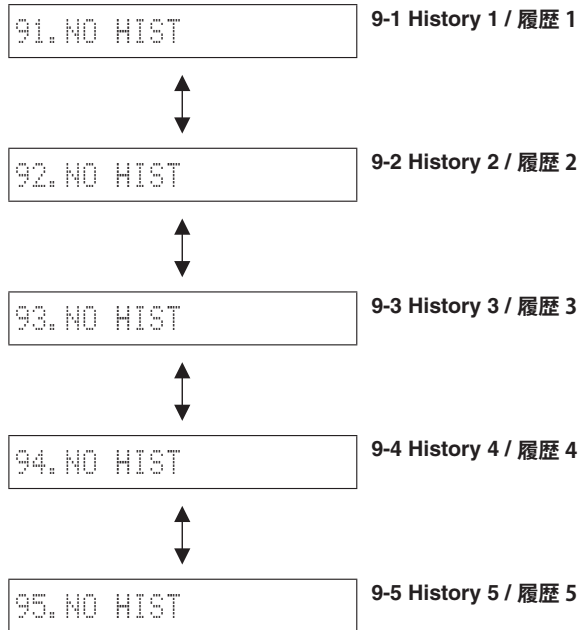 91.NO HIST
9-1 History 1 / 履歴 1
92.NO HIST
9-2 History 2 / 履歴 2
93.NO HIST
9-3 History 3 / 履歴 3
94.NO HIST
9-4 History 4 / 履歴 4
95.NO HIST
9-5 History 5 / 履歴 5